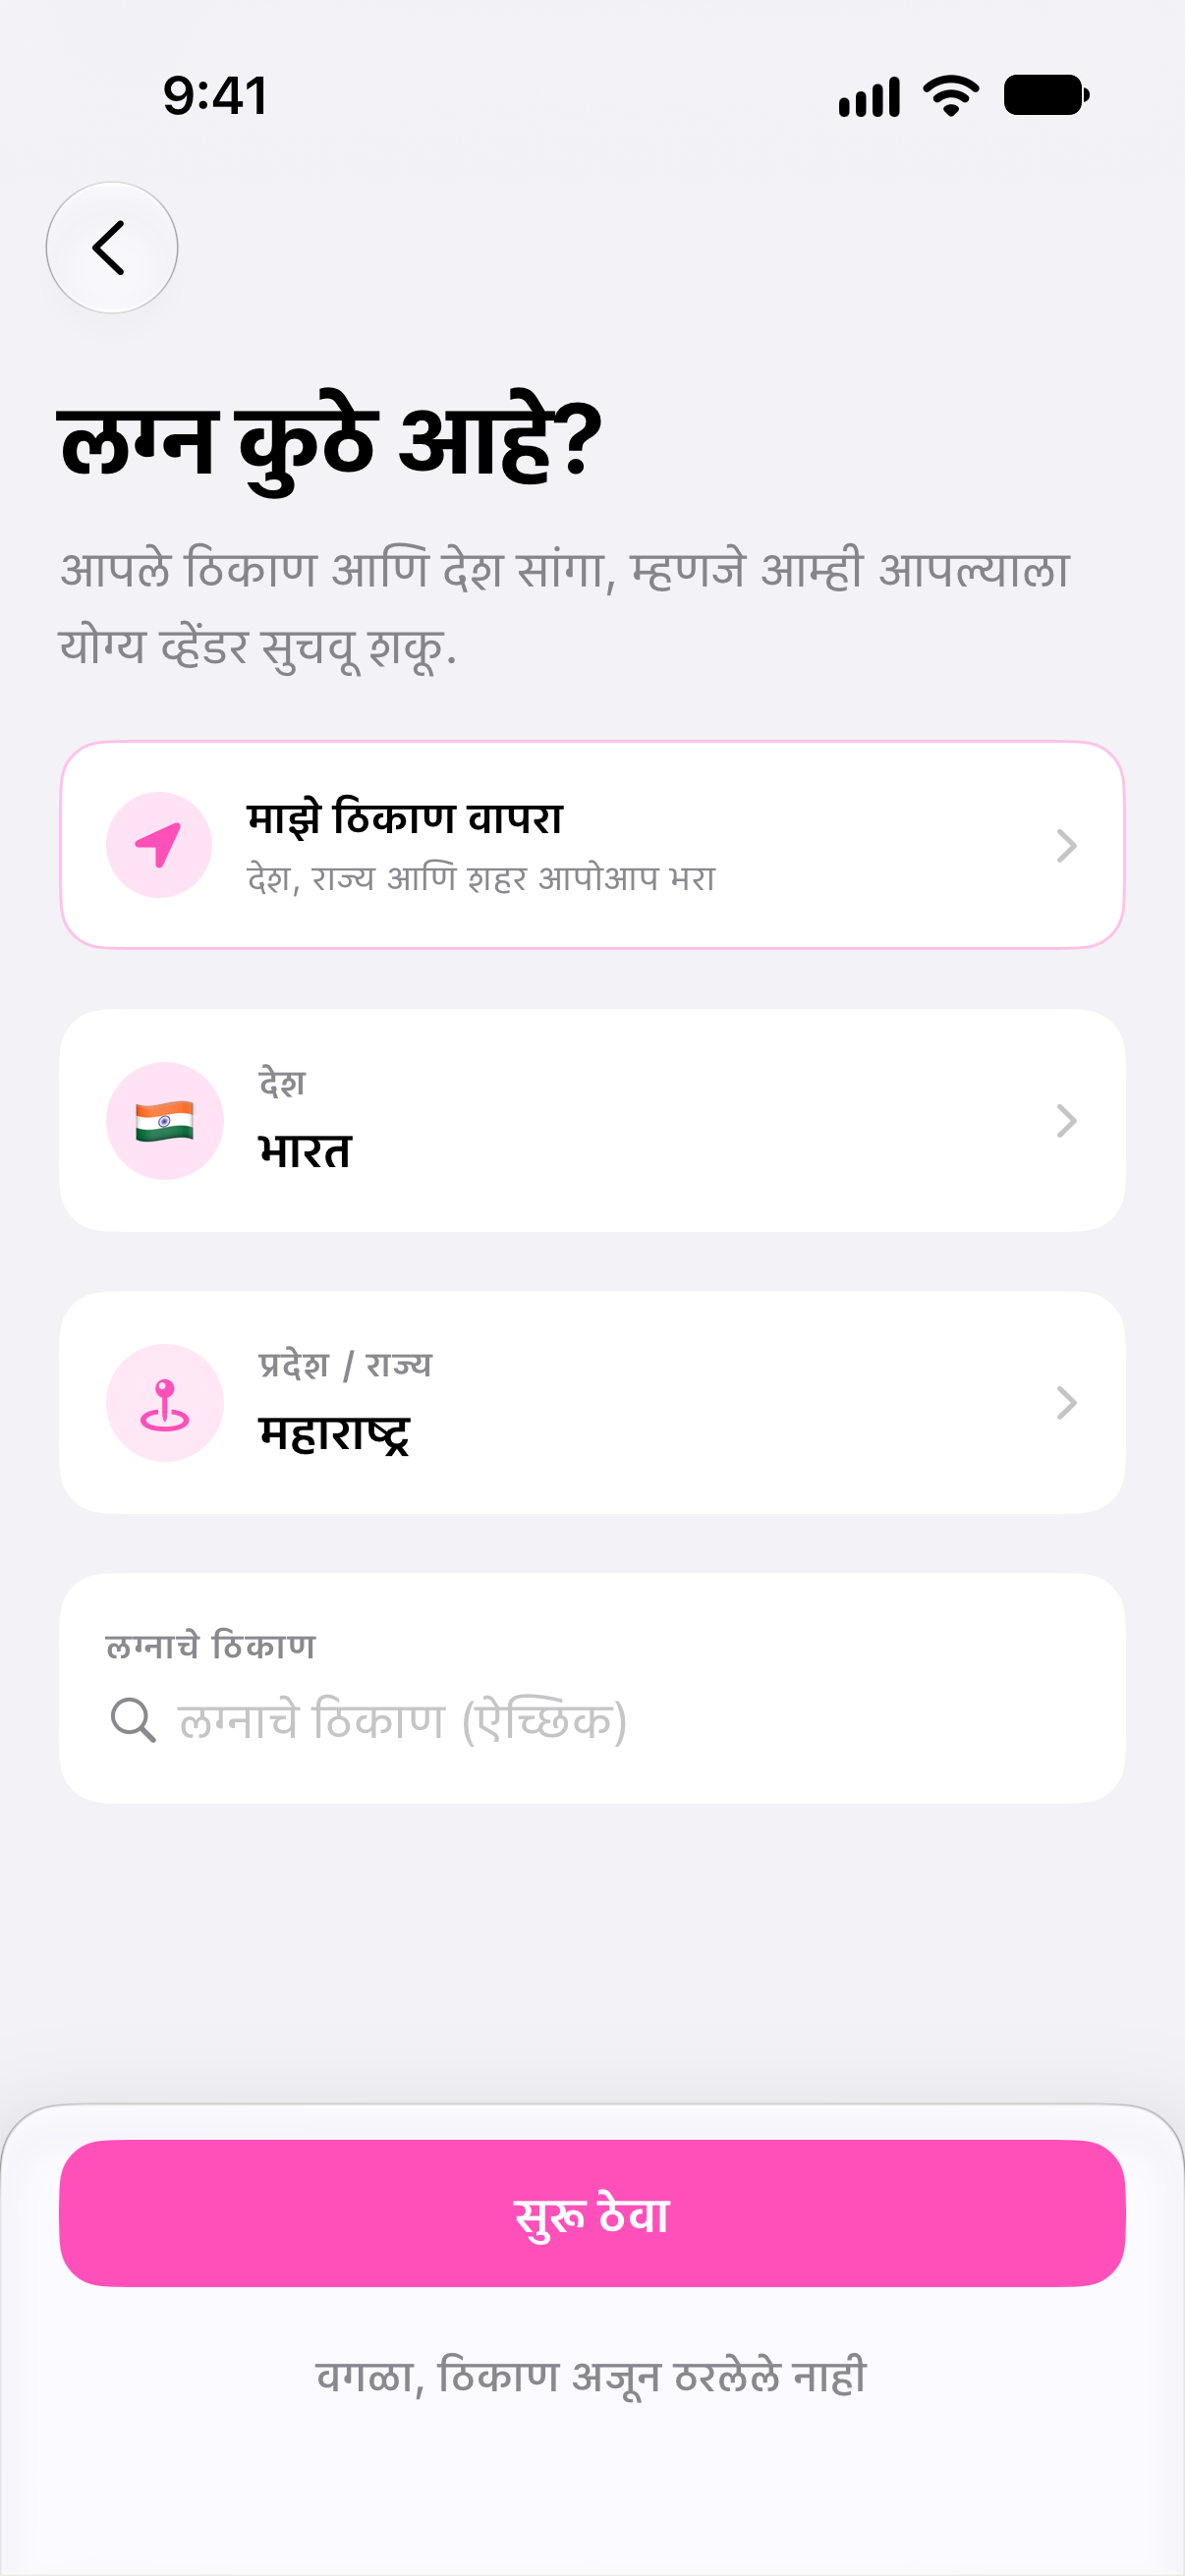 9:41
लग्न कुठे आहे?
आपले ठिकाण आणि देश सांगा, म्हणजे आम्ही आपल्याला
योग्य व्हेंडर सुचवू शकू.
माझे ठिकाण वापरा
देश, राज्य आणि शहर आपोआप भरा
देश
भारत
प्रदेश / राज्य
महाराष्ट्र
लग्नाचे ठिकाण
लग्नाचे ठिकाण (ऐच्छिक)
सुरू ठेवा
वगळा, ठिकाण अजून ठरलेले नाही